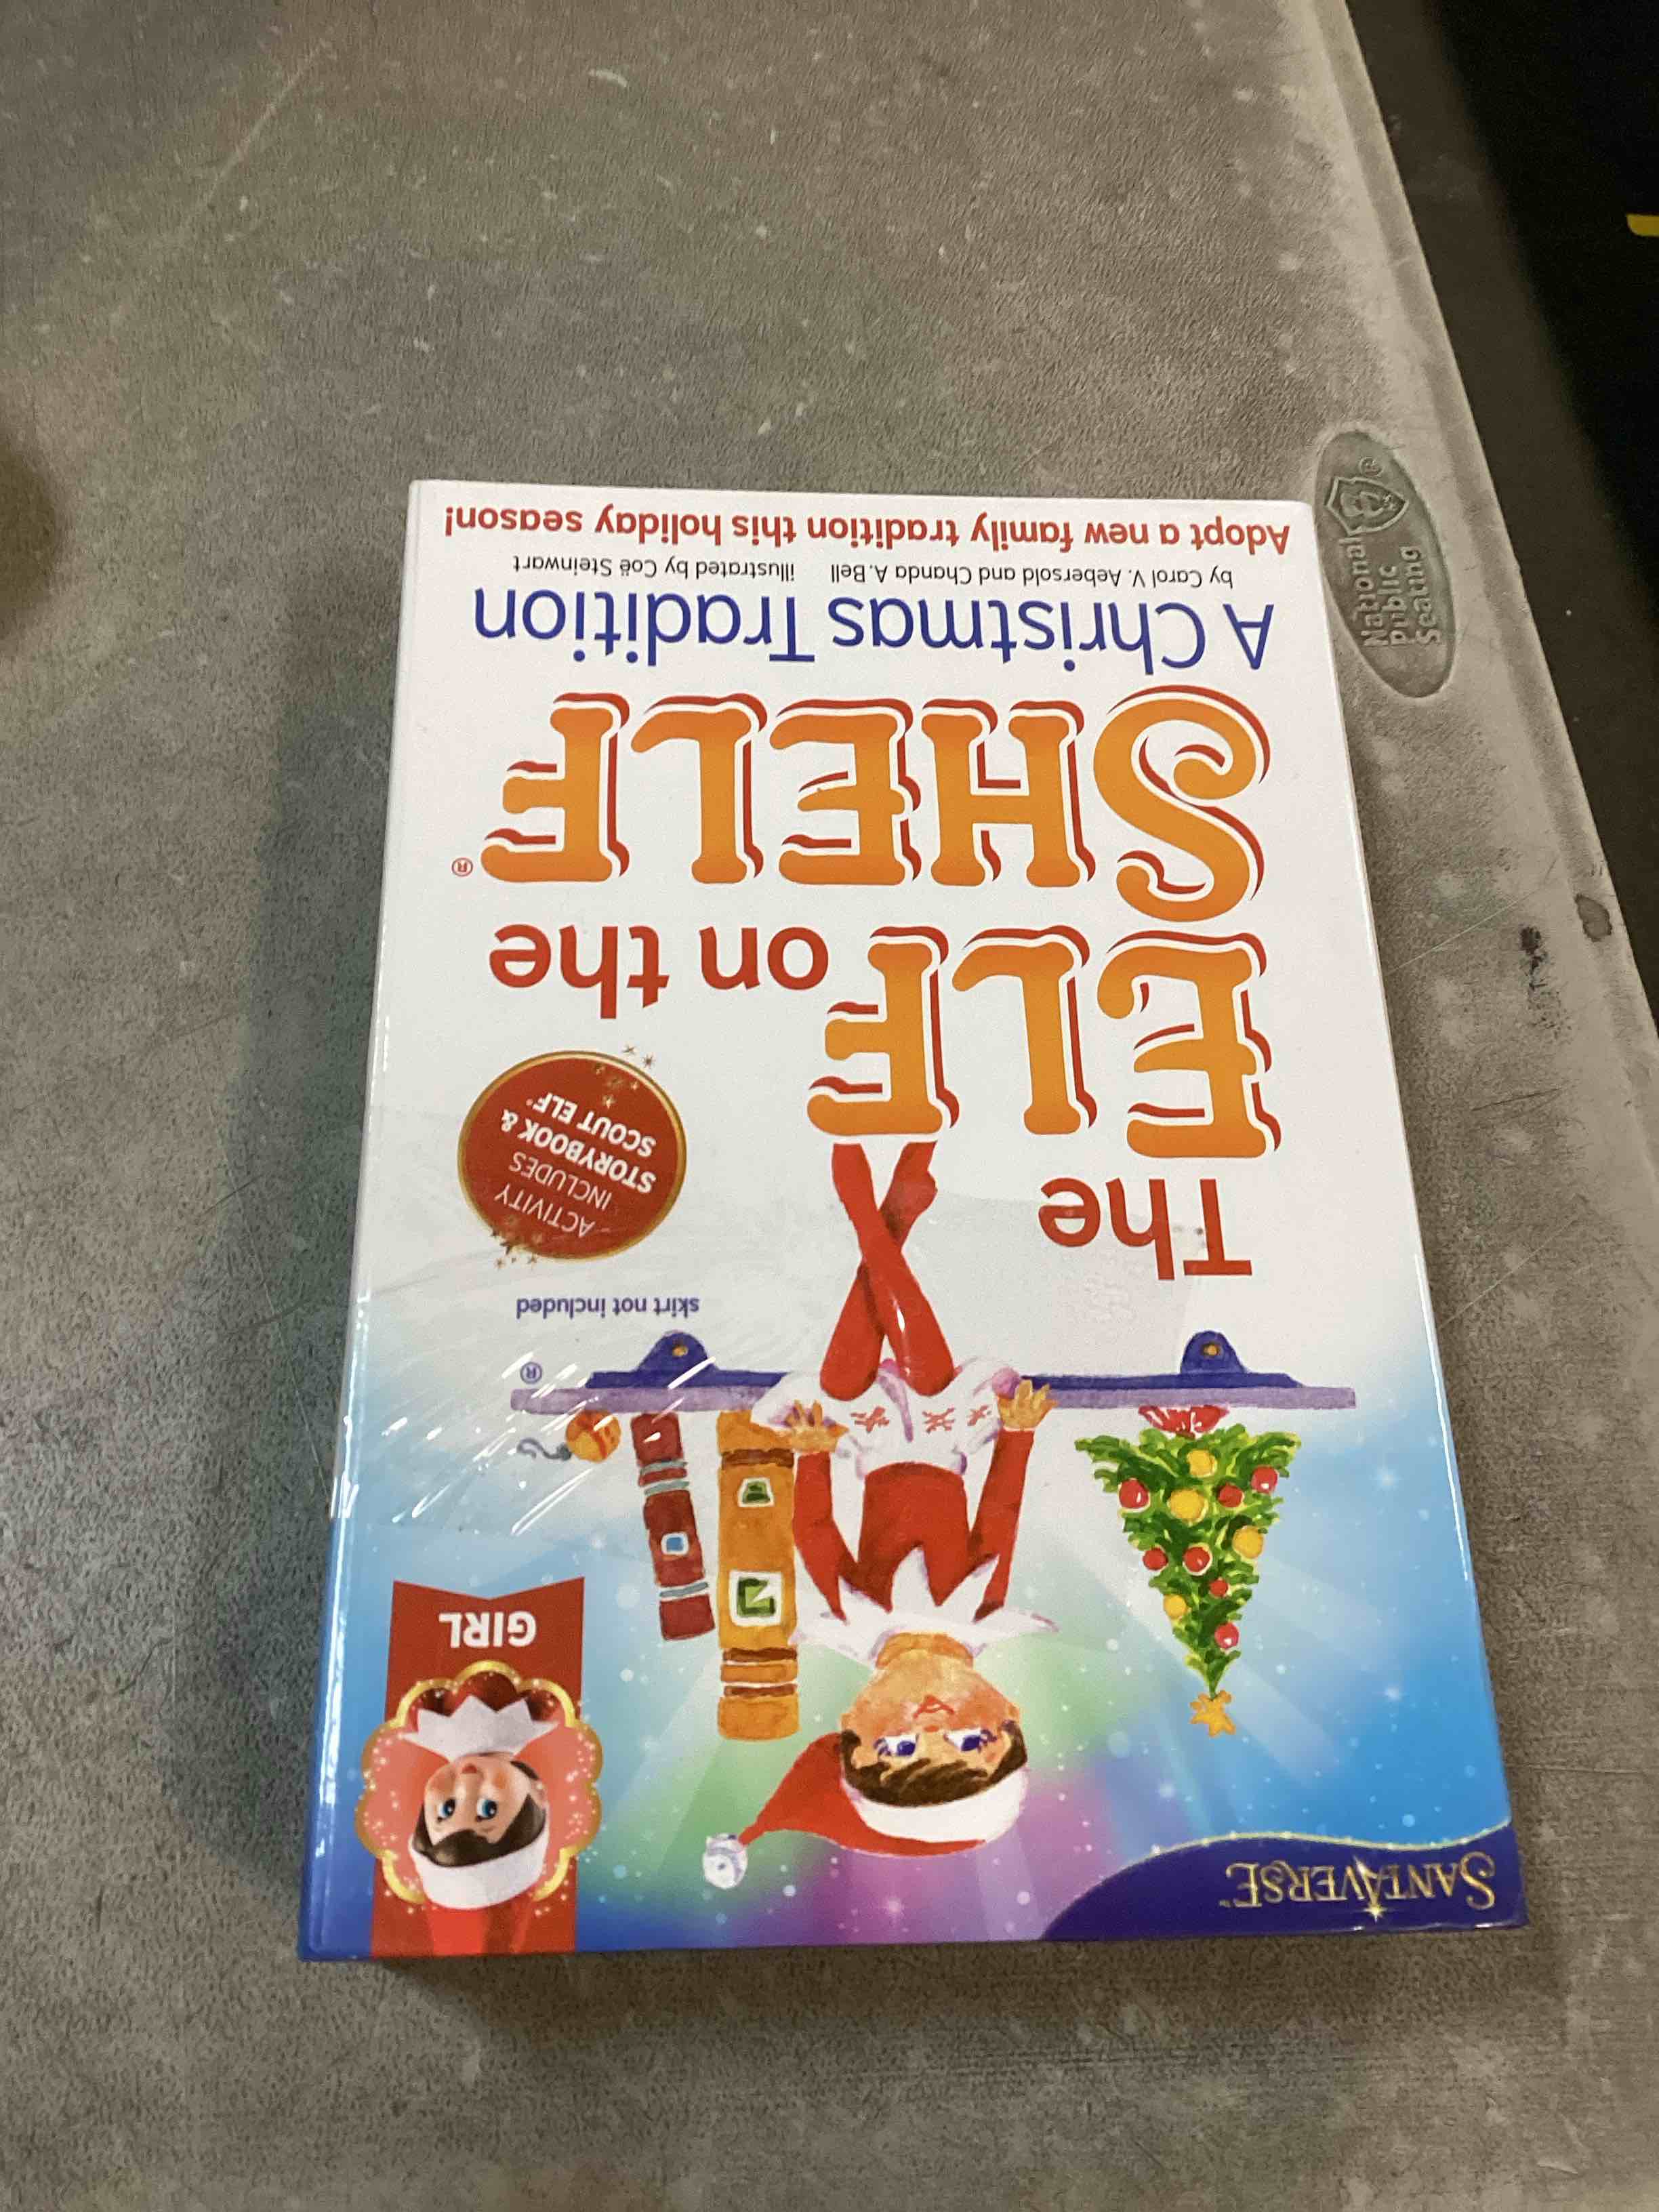 SANTAVERSE™
GIRL
skirt not included
®
ACTIVITY
INCLUDES
STORYBOOK &
SCOUT ELF®
The
ELF on the
SHELF®
A Christmas Tradition
by Carol V. Aebersold and Chanda A. Bell illustrated by Coë Steinwart
Adopt a new family tradition this holiday season!
National
Public
Seating
®